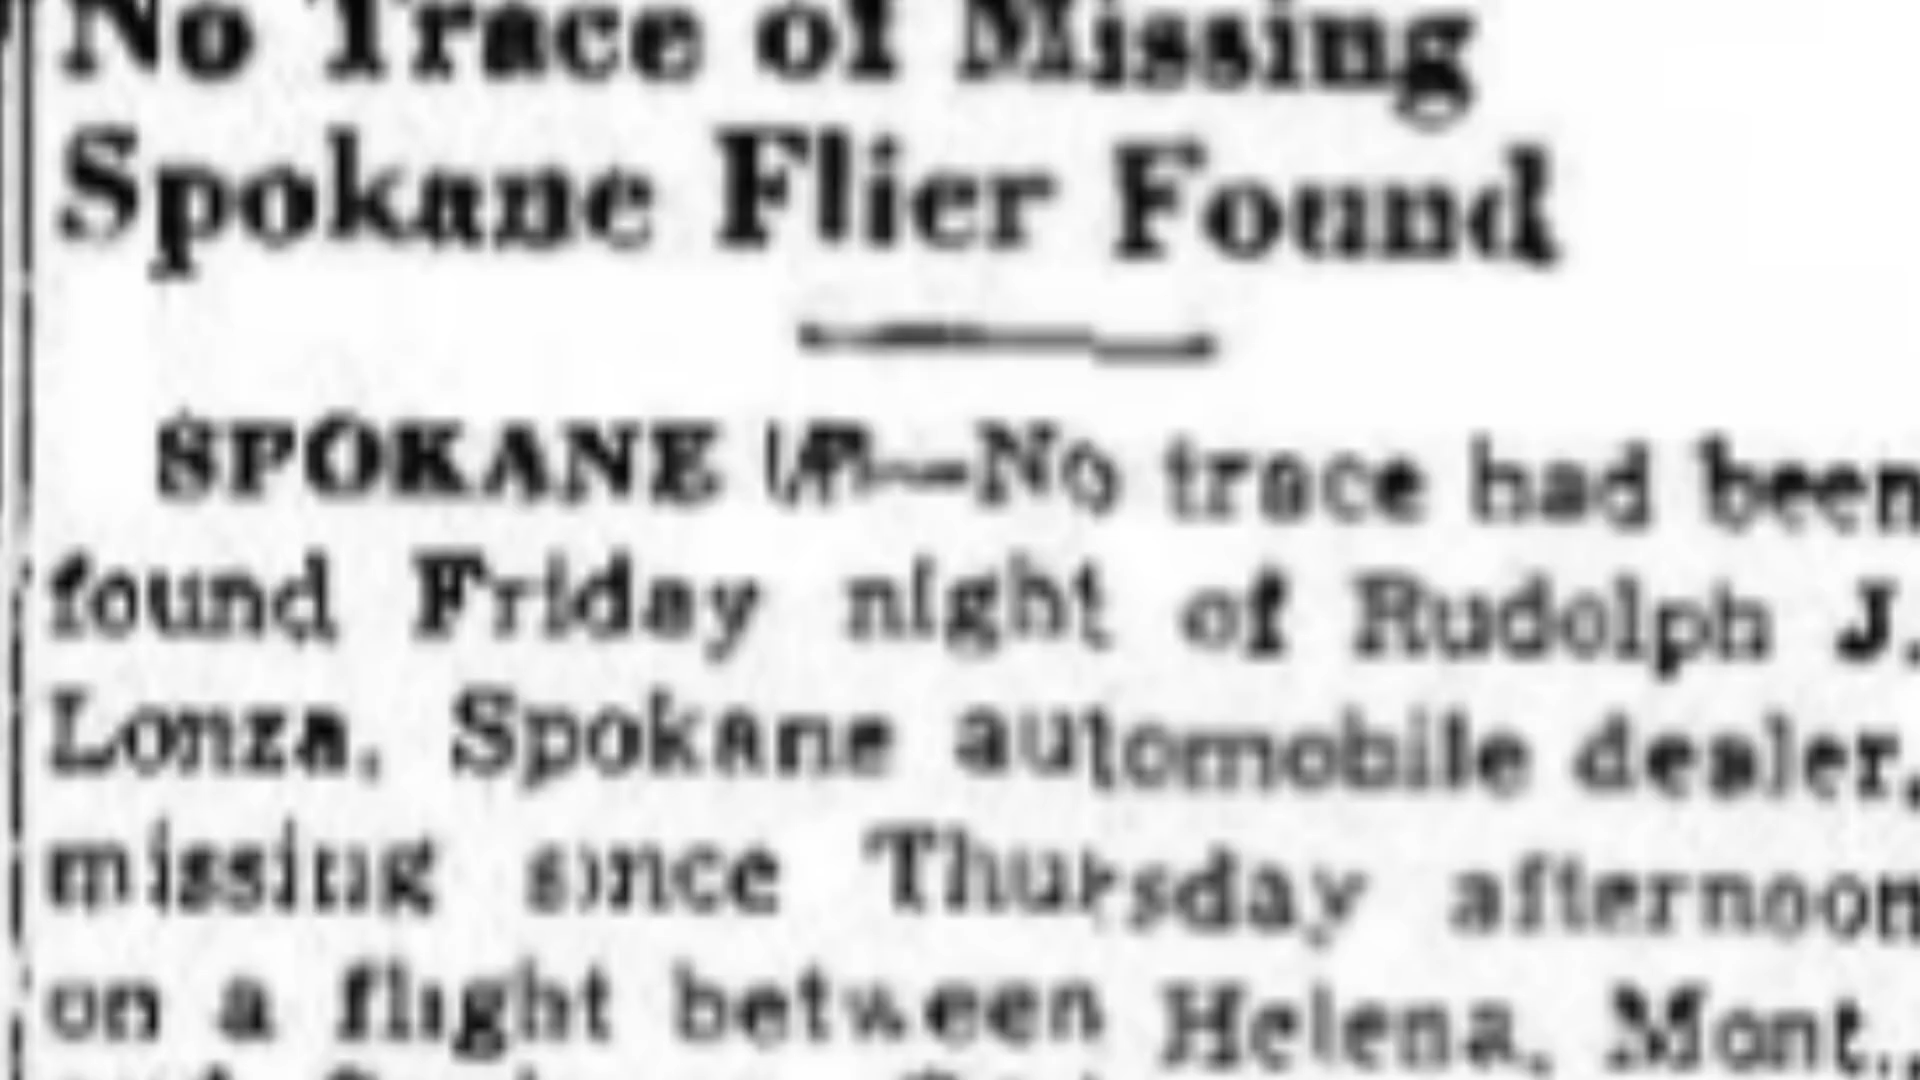 No Trace of Missing
Spokane Flier Found
SPOKANE (AP)—No trace had been
found Friday night of Rudolph J.
Lonza, Spokane automobile dealer,
missing since Thursday afternoon
on a flight between Helena, Mont.,